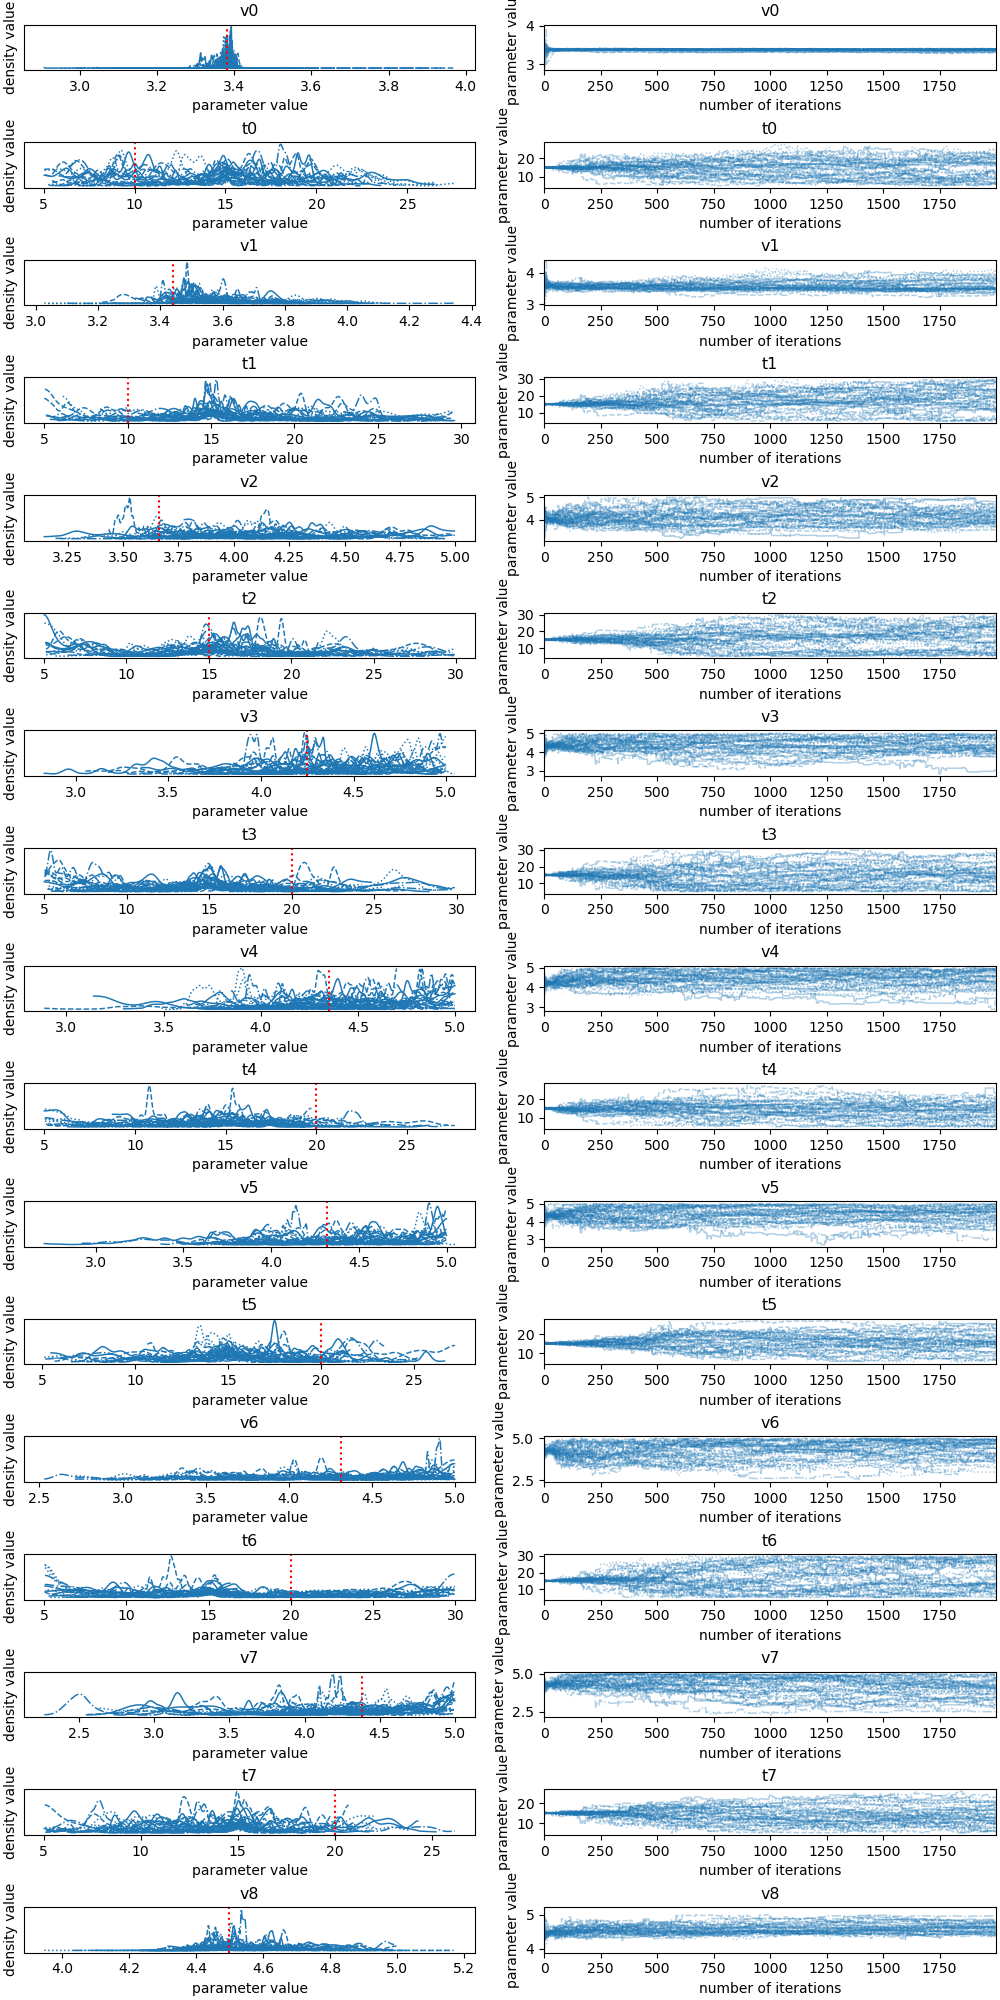 v0 v0
density value parameter value
4
3
3.0 3.2 3.4 3.6 3.8 4.0 0 250 500 750 1000 1250 1500 1750
parameter value number of iterations
t0 t0
density value parameter value
20
10
5 10 15 20 25 0 250 500 750 1000 1250 1500 1750
parameter value number of iterations
v1 v1
density value parameter value
4
3
3.0 3.2 3.4 3.6 3.8 4.0 4.2 4.4 0 250 500 750 1000 1250 1500 1750
parameter value number of iterations
t1 t1
density value parameter value
30
20
10
5 10 15 20 25 30 0 250 500 750 1000 1250 1500 1750
parameter value number of iterations
v2 v2
density value parameter value
5
4
3.25 3.50 3.75 4.00 4.25 4.50 4.75 5.00 0 250 500 750 1000 1250 1500 1750
parameter value number of iterations
t2 t2
density value parameter value
30
20
10
5 10 15 20 25 30 0 250 500 750 1000 1250 1500 1750
parameter value number of iterations
v3 v3
density value parameter value
5
4
3
3.0 3.5 4.0 4.5 5.0 0 250 500 750 1000 1250 1500 1750
parameter value number of iterations
t3 t3
density value parameter value
30
20
10
5 10 15 20 25 30 0 250 500 750 1000 1250 1500 1750
parameter value number of iterations
v4 v4
density value parameter value
5
4
3
3.0 3.5 4.0 4.5 5.0 0 250 500 750 1000 1250 1500 1750
parameter value number of iterations
t4 t4
density value parameter value
20
10
5 10 15 20 25 0 250 500 750 1000 1250 1500 1750
parameter value number of iterations
v5 v5
density value parameter value
5
4
3
3.0 3.5 4.0 4.5 5.0 0 250 500 750 1000 1250 1500 1750
parameter value number of iterations
t5 t5
density value parameter value
20
10
5 10 15 20 25 0 250 500 750 1000 1250 1500 1750
parameter value number of iterations
v6 v6
density value parameter value
5.0
2.5
2.5 3.0 3.5 4.0 4.5 5.0 0 250 500 750 1000 1250 1500 1750
parameter value number of iterations
t6 t6
density value parameter value
30
20
10
5 10 15 20 25 30 0 250 500 750 1000 1250 1500 1750
parameter value number of iterations
v7 v7
density value parameter value
5.0
2.5
2.5 3.0 3.5 4.0 4.5 5.0 0 250 500 750 1000 1250 1500 1750
parameter value number of iterations
t7 t7
density value parameter value
20
10
5 10 15 20 25 0 250 500 750 1000 1250 1500 1750
parameter value number of iterations
v8 v8
density value parameter value
5
4
4.0 4.2 4.4 4.6 4.8 5.0 5.2 0 250 500 750 1000 1250 1500 1750
parameter value number of iterations